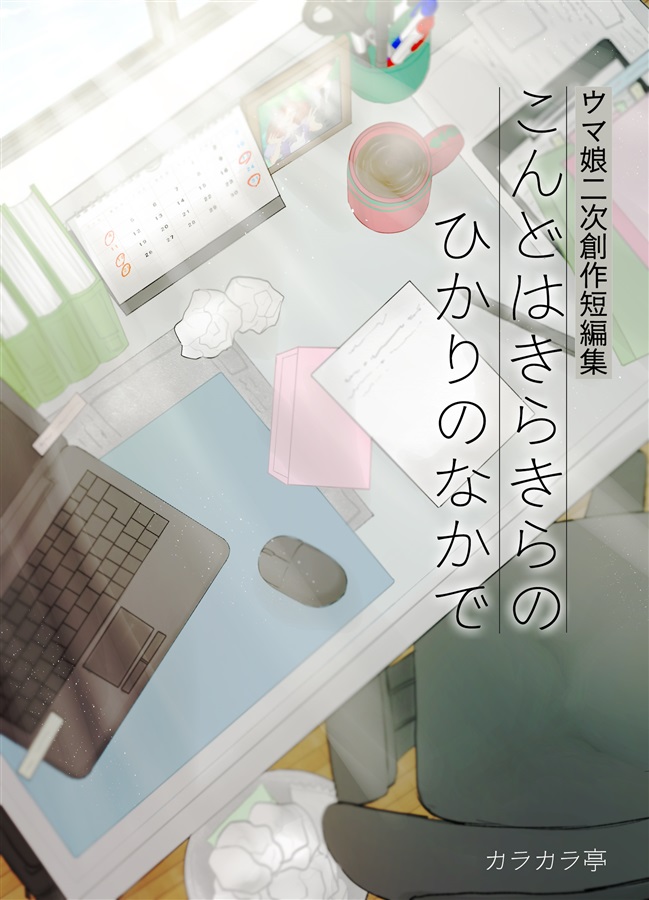 ウマ娘二次創作短編集
こんどはきらきらの
ひかりのなかで
カラカラ亭